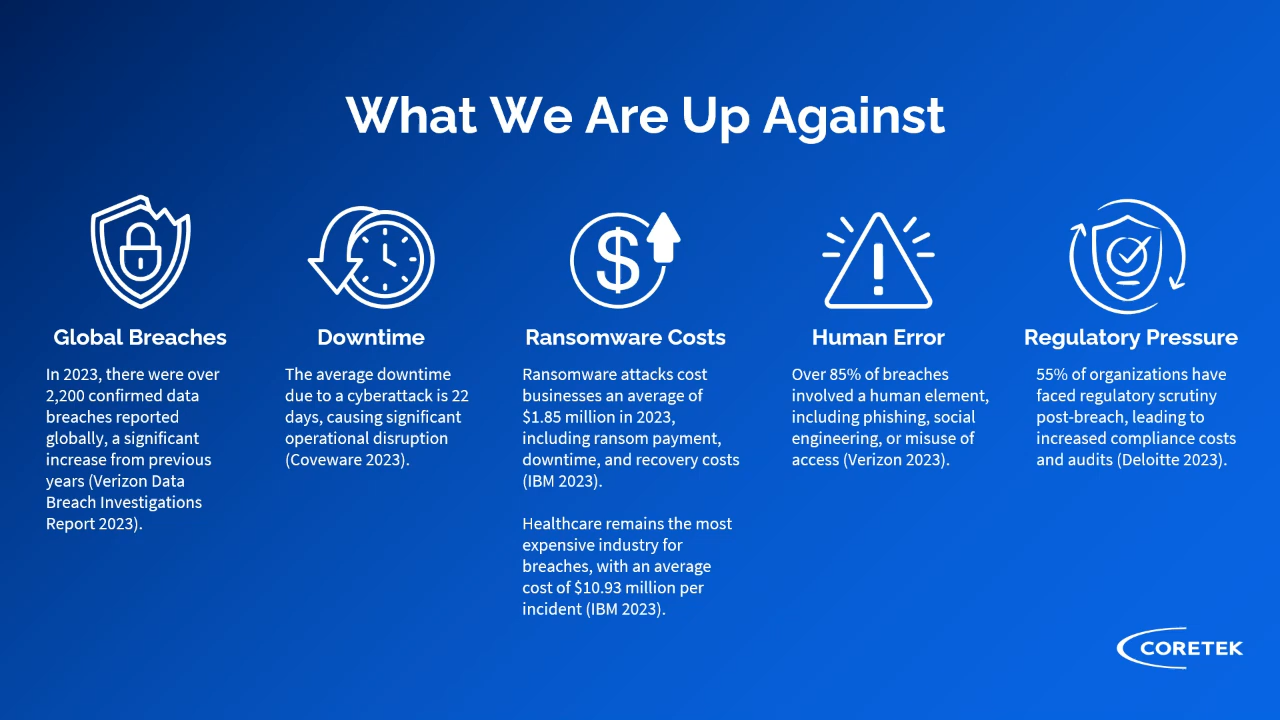 What We Are Up Against
Global Breaches
In 2023, there were over
2,200 confirmed data
breaches reported
globally, a significant
increase from previous
years (Verizon Data
Breach Investigations
Report 2023).
Downtime
The average downtime
due to a cyberattack is 22
days, causing significant
operational disruption
(Coveware 2023).
Ransomware Costs
Ransomware attacks cost
businesses an average of
$1.85 million in 2023,
including ransom payment,
downtime, and recovery costs
(IBM 2023).
Healthcare remains the most
expensive industry for
breaches, with an average
cost of $10.93 million per
incident (IBM 2023).
Human Error
Over 85% of breaches
involved a human element,
including phishing, social
engineering, or misuse of
access (Verizon 2023).
Regulatory Pressure
55% of organizations have
faced regulatory scrutiny
post-breach, leading to
increased compliance costs
and audits (Deloitte 2023).
CORETEK